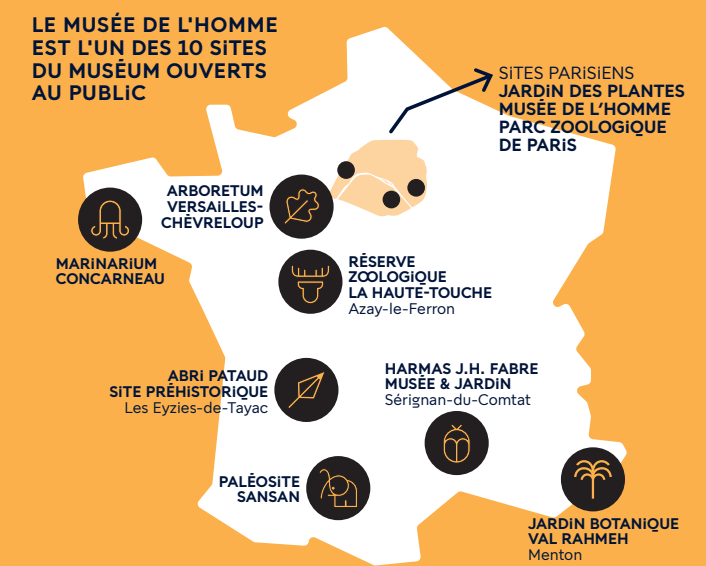 LE MUSÉE DE L'HOMME
EST L'UN DES 10 SiTES
DU MUSÉUM OUVERTS
AU PUBLiC
SiTES PARiSiENS
JARDiN DES PLANTES
MUSÉE DE L'HOMME
PARC ZOOLOGiQUE
DE PARiS
ARBORETUM
VERSAiLLES-
CHÈVRELOUP
MARiNARiUM
CONCARNEAU
RÉSERVE
ZOOLOGiQUE
LA HAUTE-TOUCHE
Azay-le-Ferron
ABRi PATAUD
SiTE PRÉHiSTORiQUE
Les Eyzies-de-Tayac
HARMAS J.H. FABRE
MUSÉE & JARDiN
Sérignan-du-Comtat
PALÉOSiTE
SANSAN
JARDiN BOTANiQUE
VAL RAHMEH
Menton